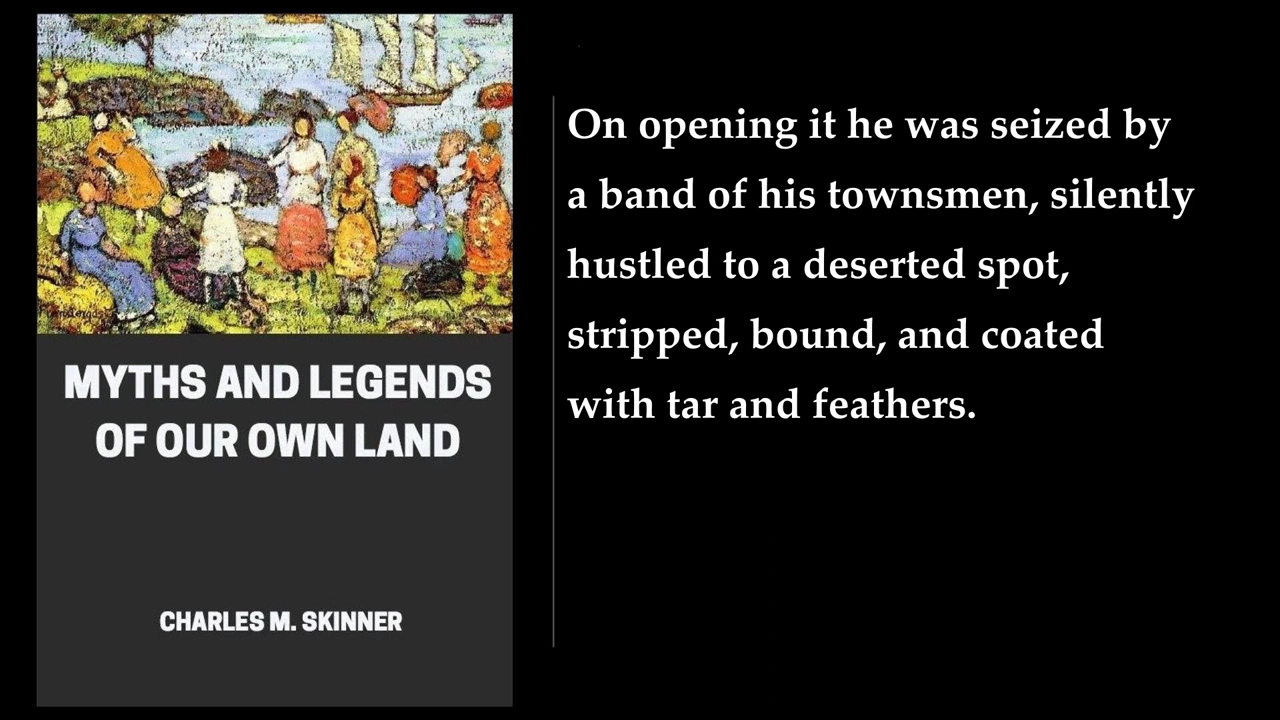 MYTHS AND LEGENDS
OF OUR OWN LAND
CHARLES M. SKINNER
On opening it he was seized by
a band of his townsmen, silently
hustled to a deserted spot,
stripped, bound, and coated
with tar and feathers.